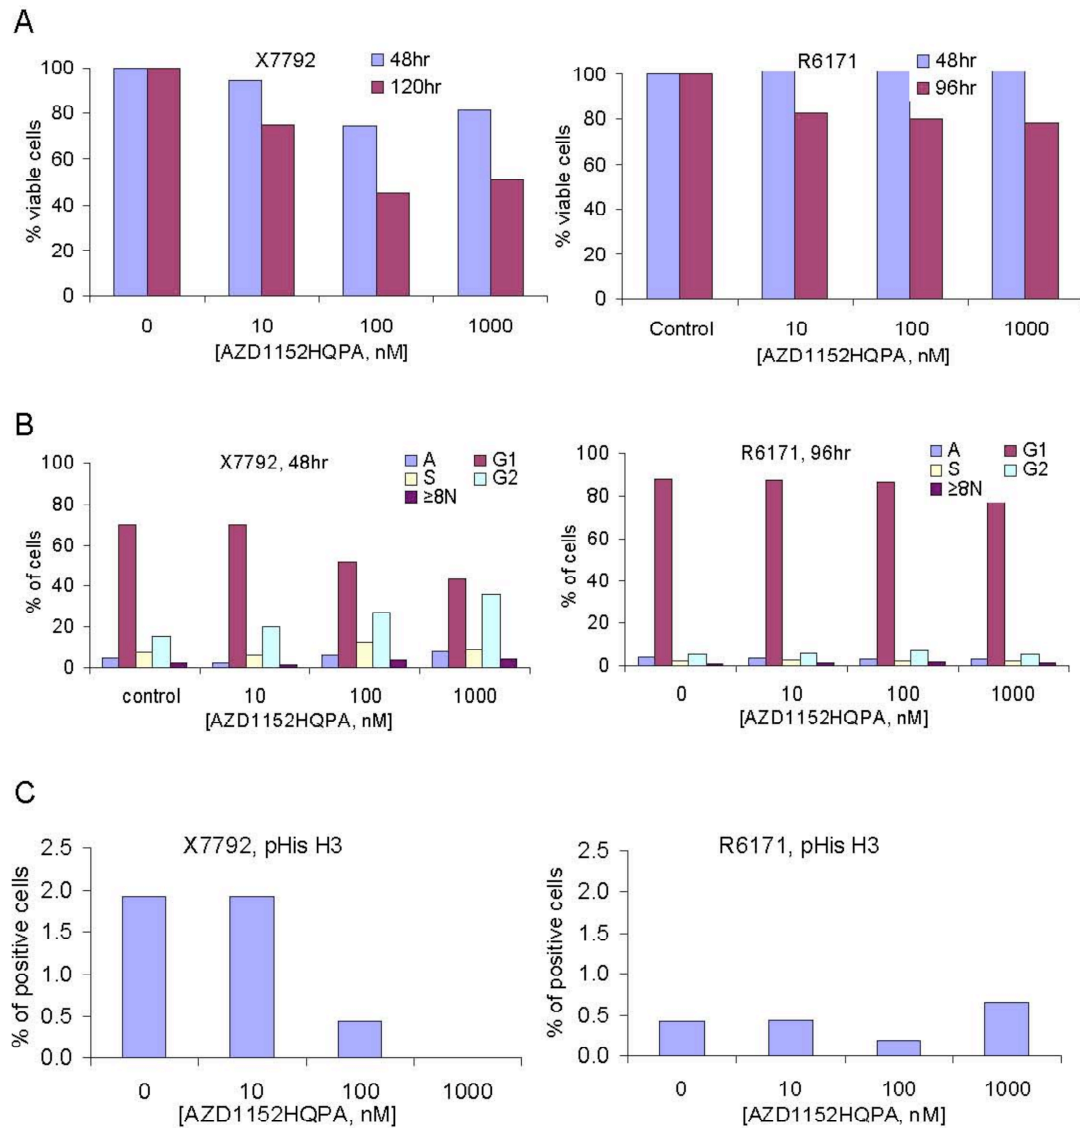 A
X7792
48hr
120hr
% viable cells
100
80
60
40
20
0
0 10 100 1000
[AZD1152HQPA, nM]
R6171
48hr
96hr
% viable cells
100
80
60
40
20
0
Control 10 100 1000
[AZD1152HQPA, nM]
B
X7792, 48hr
A G1
S G2
≥8N
% of cells
100
80
60
40
20
0
control 10 100 1000
[AZD1152HQPA, nM]
R6171, 96hr
A G1
S G2
≥8N
% of cells
100
80
60
40
20
0
0 10 100 1000
[AZD1152HQPA, nM]
C
X7792, pHis H3
% of positive cells
2.5
2.0
1.5
1.0
0.5
0.0
0 10 100 1000
[AZD1152HQPA, nM]
R6171, pHis H3
% of positive cells
2.5
2.0
1.5
1.0
0.5
0.0
0 10 100 1000
[AZD1152HQPA, nM]